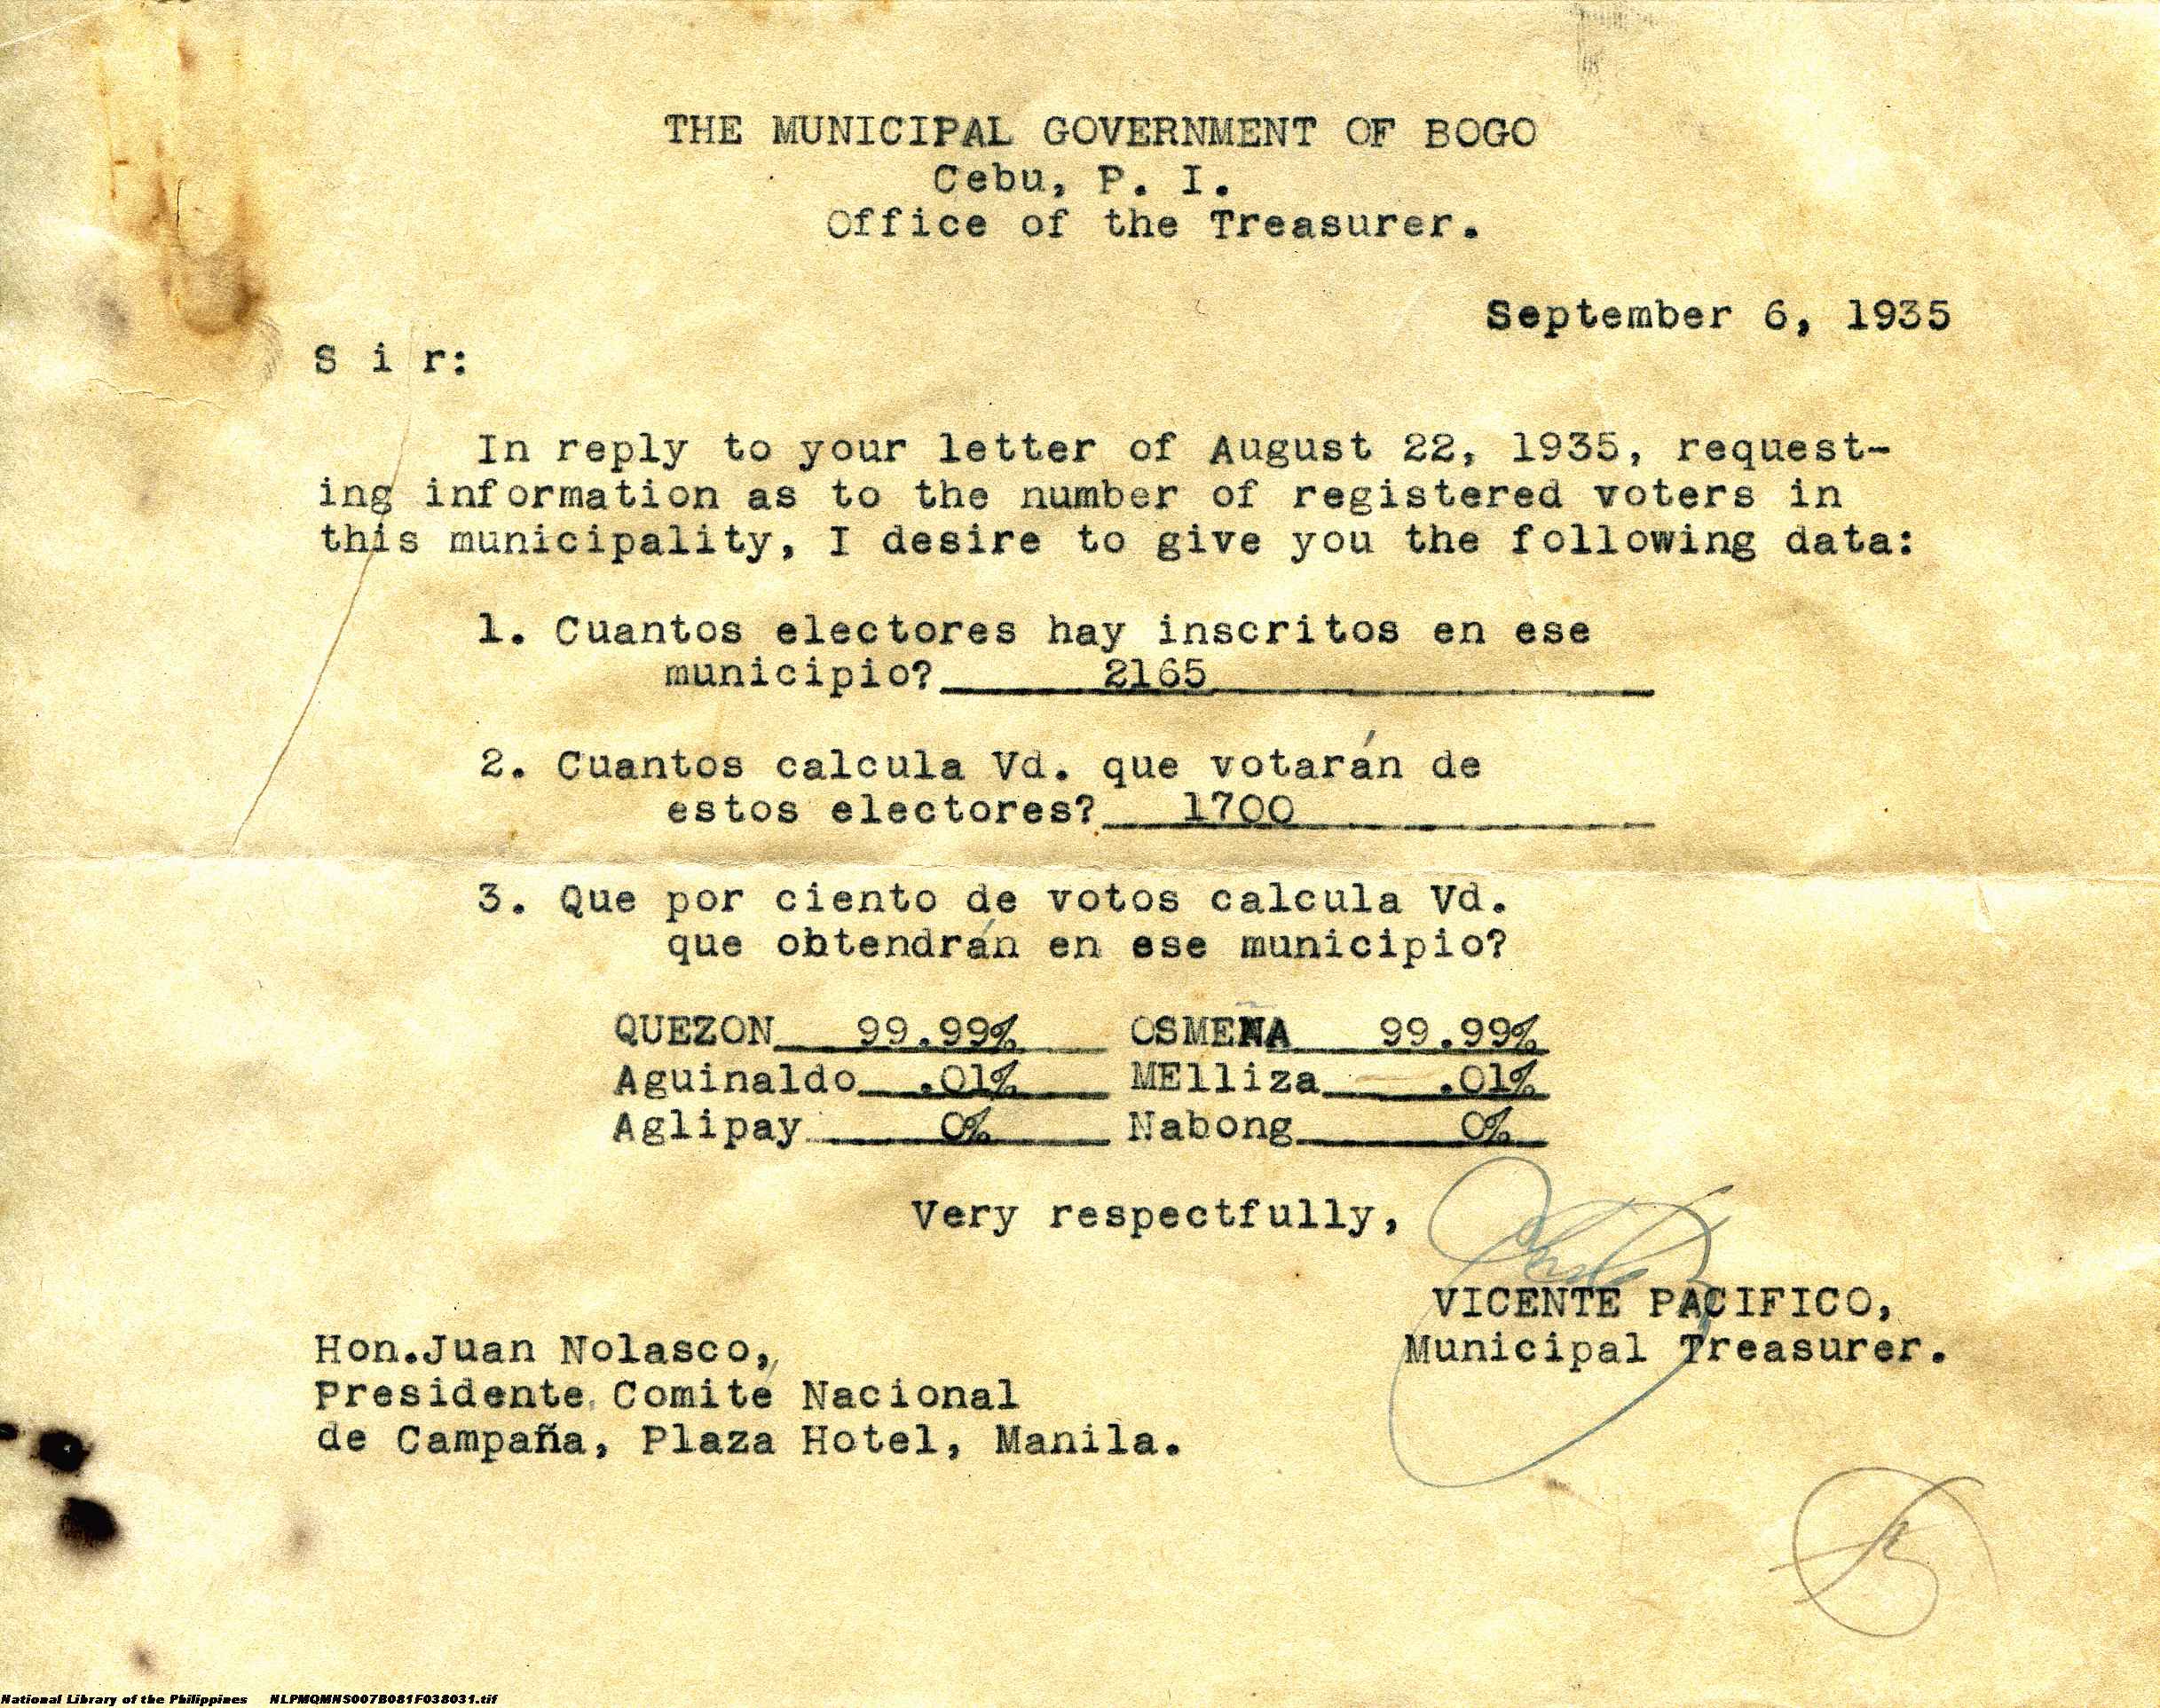 THE MUNICIPAL GOVERNMENT OF BOGO
Cebu, P. I.
Office of the Treasurer.
September 6, 1935
S i r:
In reply to your letter of August 22, 1935, request-
ing information as to the number of registered voters in
this municipality, I desire to give you the following data:
1. Cuantos electores hay inscritos en ese
municipio? 2165
2. Cuantos calcula Vd. que votarán de
estos electores? 1700
3. Que por ciento de votos calcula Vd.
que obtendrán en ese municipio?
QUEZON 99.99% OSMEÑA 99.99%
Aguinaldo .01% MElliza .01%
Aglipay 0% Nabong 0%
Very respectfully,
VICENTE PACIFICO,
Municipal Treasurer.
Hon.Juan Nolasco,
Presidente Comité Nacional
de Campaña, Plaza Hotel, Manila.
National Library of the Philippines NLPMQMNS007B081F038031.tif